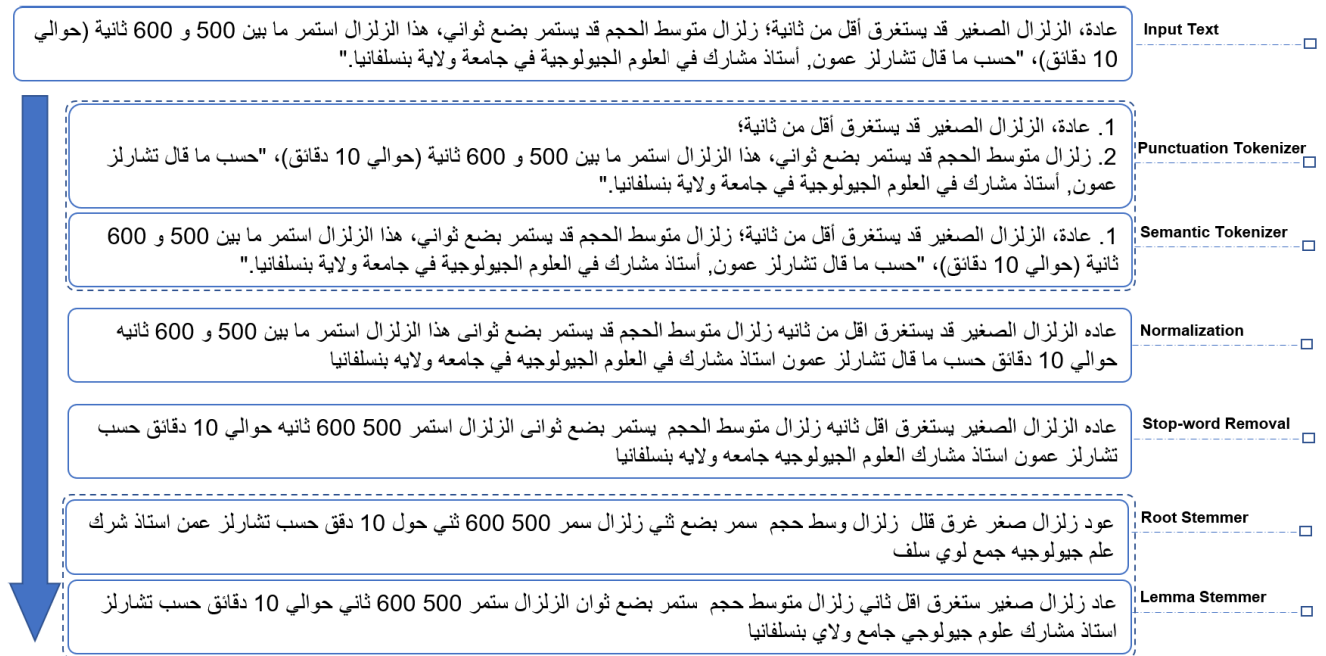 عادة، الزلزال الصغير قد يستغرق أقل من ثانية؛ زلزال متوسط الحجم قد يستمر بضع ثواني، هذا الزلزال استمر ما بين 500 و 600 ثانية (حوالي
10 دقائق)، "حسب ما قال تشارلز عمون, أستاذ مشارك في العلوم الجيولوجية في جامعة ولاية بنسلفانيا."
Input Text
1. عادة، الزلزال الصغير قد يستغرق أقل من ثانية؛
2. زلزال متوسط الحجم قد يستمر بضع ثواني، هذا الزلزال استمر ما بين 500 و 600 ثانية (حوالي 10 دقائق)، "حسب ما قال تشارلز
عمون, أستاذ مشارك في العلوم الجيولوجية في جامعة ولاية بنسلفانيا."
Punctuation Tokenizer
1. عادة، الزلزال الصغير قد يستغرق أقل من ثانية؛ زلزال متوسط الحجم قد يستمر بضع ثواني، هذا الزلزال استمر ما بين 500 و 600
ثانية (حوالي 10 دقائق)، "حسب ما قال تشارلز عمون, أستاذ مشارك في العلوم الجيولوجية في جامعة ولاية بنسلفانيا."
Semantic Tokenizer
عاده الزلزال الصغير قد يستغرق اقل من ثانيه زلزال متوسط الحجم قد يستمر بضع ثوانى هذا الزلزال استمر ما بين 500 و 600 ثانيه
حوالي 10 دقائق حسب ما قال تشارلز عمون استاذ مشارك في العلوم الجيولوجيه في جامعه ولايه بنسلفانيا
Normalization
عاده الزلزال الصغير يستغرق اقل ثانيه زلزال متوسط الحجم يستمر بضع ثوانى الزلزال استمر 500 600 ثانيه حوالي 10 دقائق حسب
تشارلز عمون استاذ مشارك العلوم الجيولوجيه جامعه ولايه بنسلفانيا
Stop-word Removal
عود زلزال صغر غرق قلل زلزال وسط حجم سمر بضع ثني زلزال سمر 500 600 ثني حول 10 دقق حسب تشارلز عمن استاذ شرك
علم جيولوجيه جمع لوي سلف
Root Stemmer
عاد زلزال صغير ستغرق اقل ثاني زلزال متوسط حجم ستمر بضع ثوان الزلزال ستمر 500 600 ثاني حوالي 10 دقائق حسب تشارلز
استاذ مشارك علوم جيولوجي جامع ولاي بنسلفانيا
Lemma Stemmer